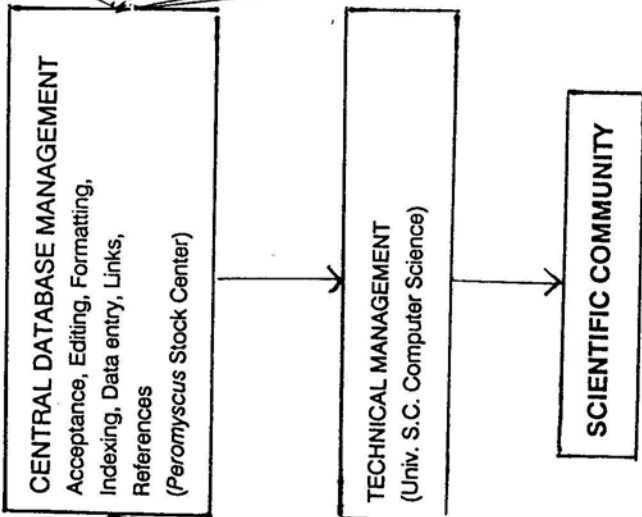 CENTRAL DATABASE MANAGEMENT
Acceptance, Editing, Formatting,
Indexing, Data entry, Links,
References
(Peromyscus Stock Center)
TECHNICAL MANAGEMENT
(Univ. S.C. Computer Science)
SCIENTIFIC COMMUNITY